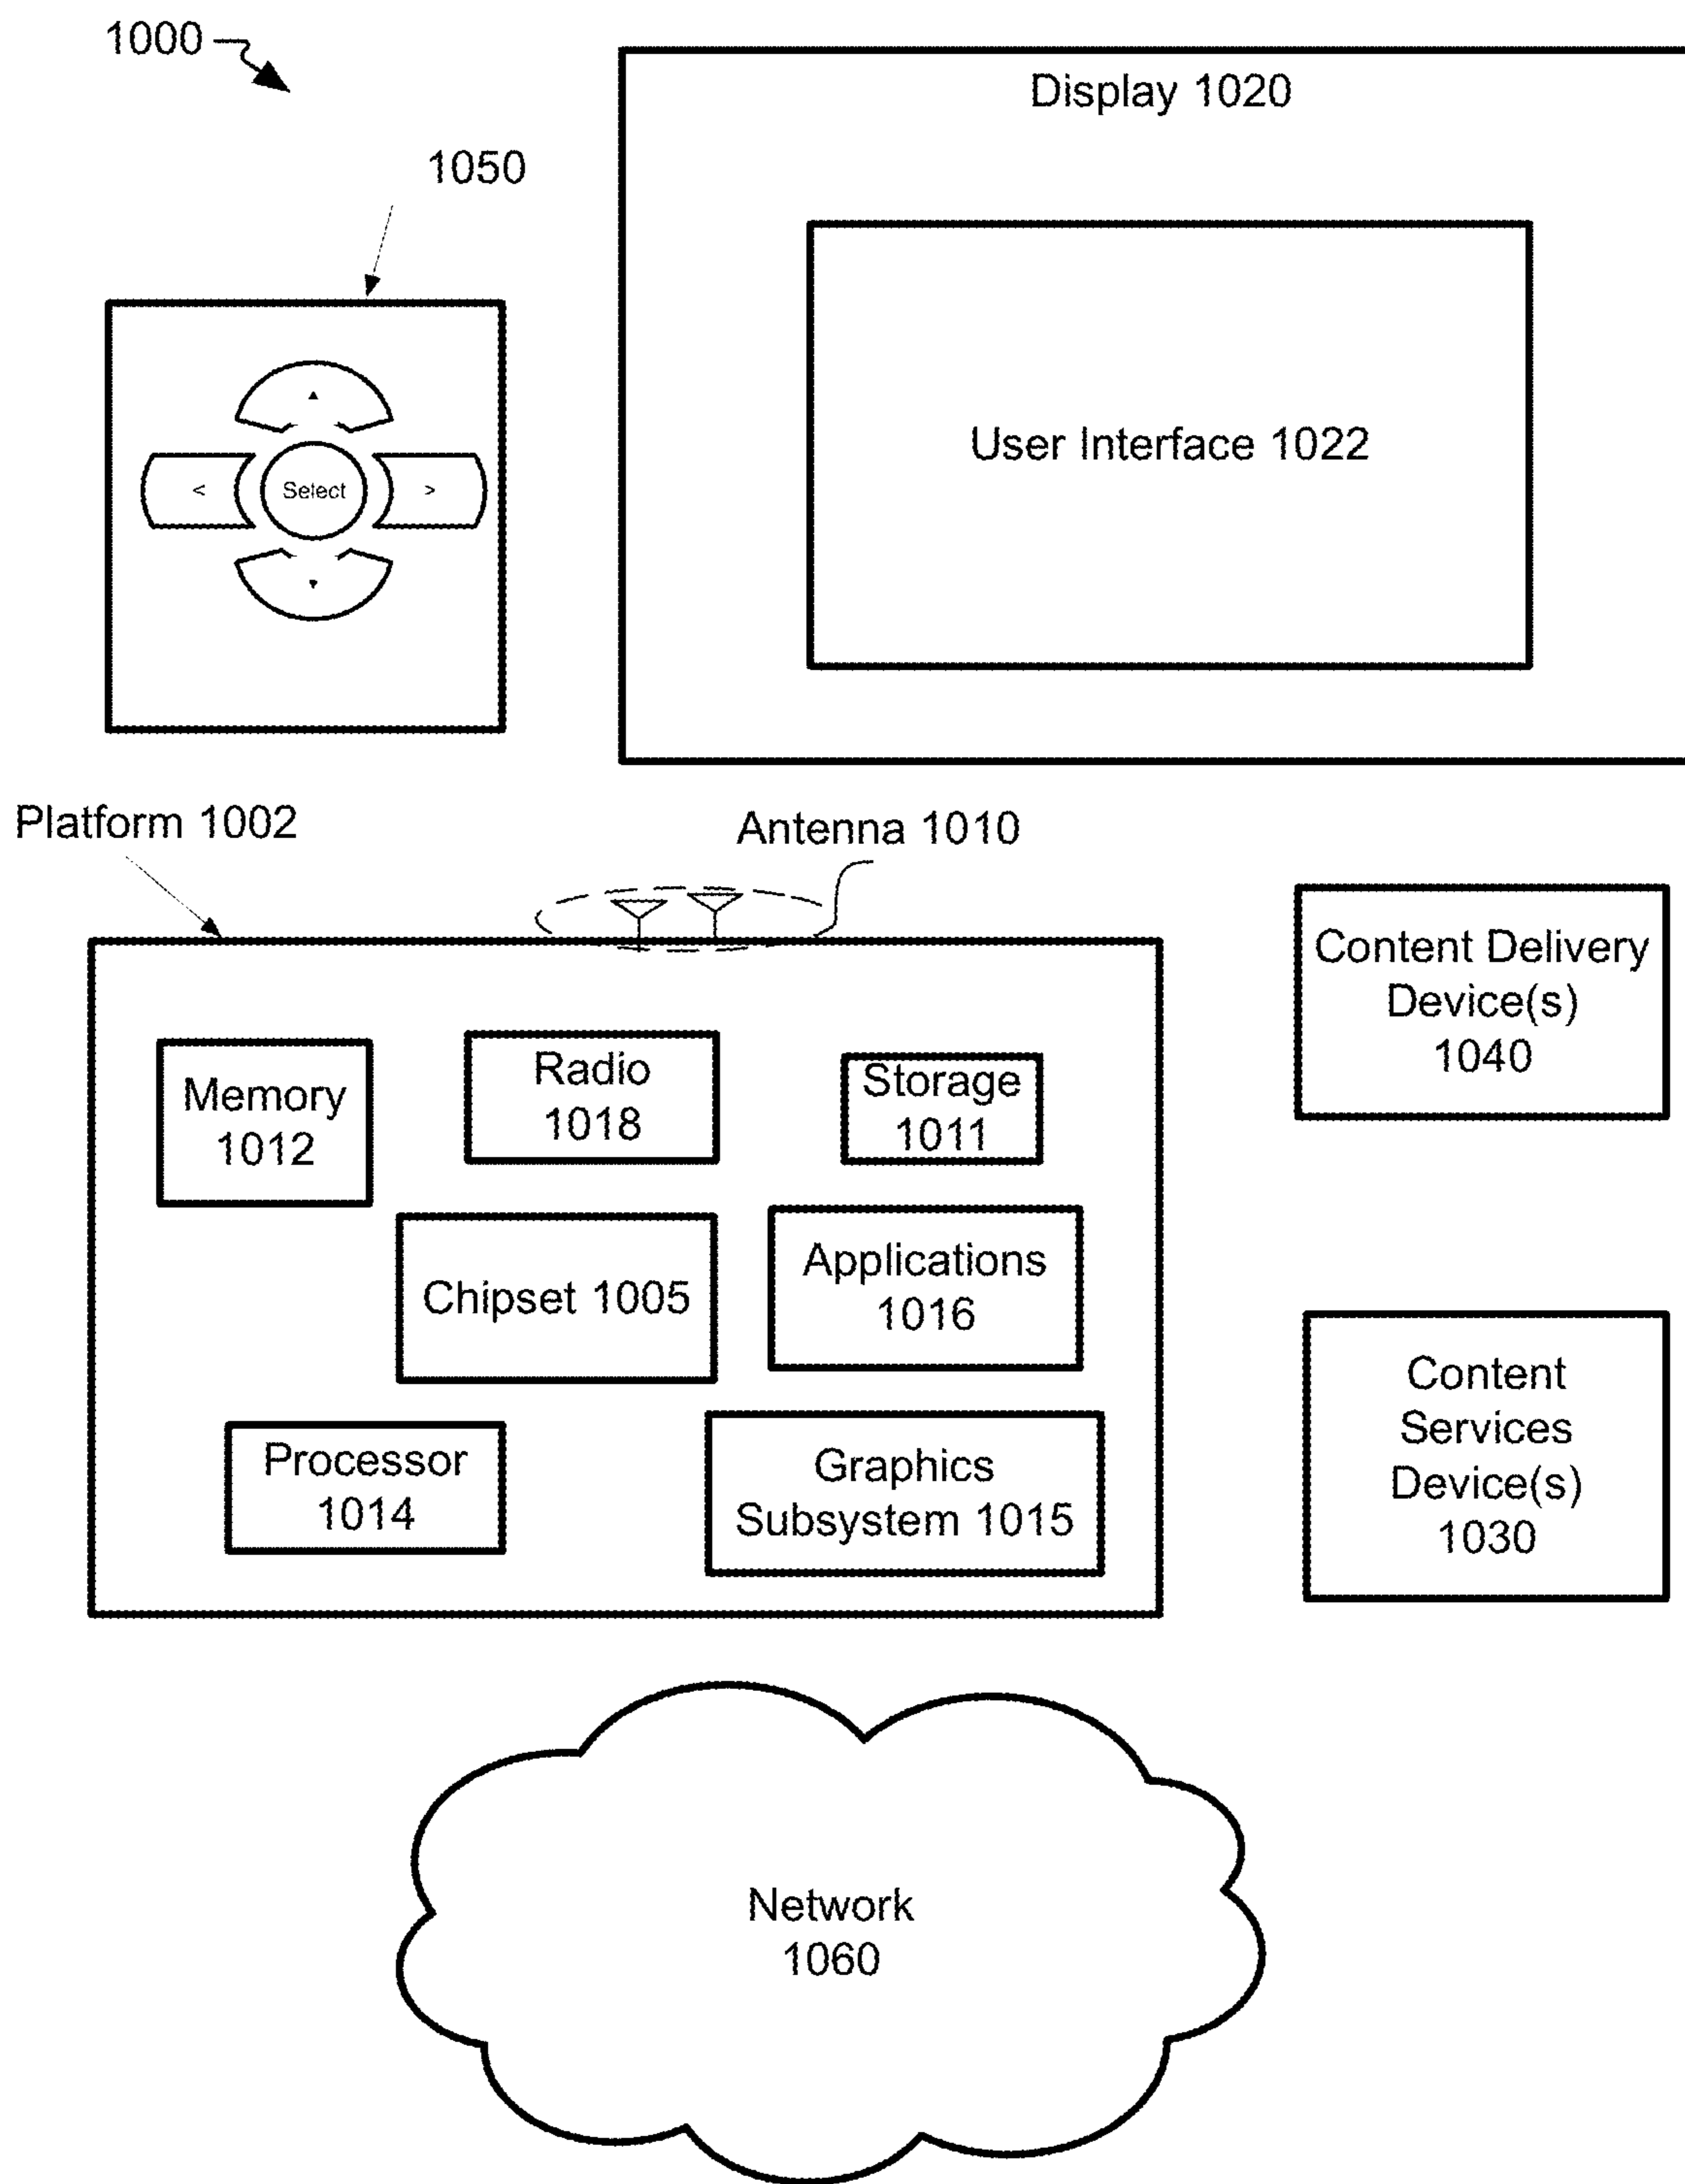 1000
Display 1020
1050
User Interface 1022
<
Select
>
Platform 1002
Antenna 1010
Content Delivery
Device(s)
1040
Memory
1012
Radio
1018
Storage
1011
Chipset 1005
Applications
1016
Content
Services
Device(s)
1030
Processor
1014
Graphics
Subsystem 1015
Network
1060